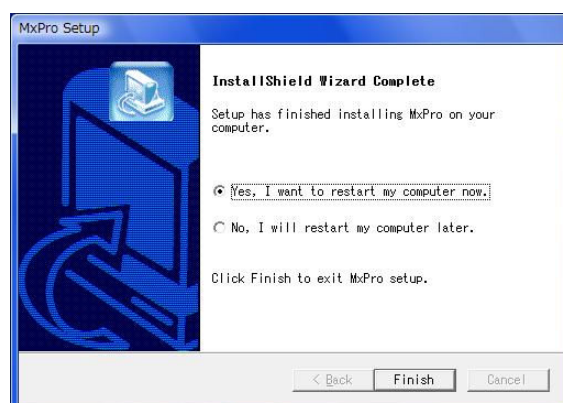 MxPro Setup
InstallShield Wizard Complete
Setup has finished installing MxPro on your
computer.
Yes, I want to restart my computer now.
No, I will restart my computer later.
Click Finish to exit MxPro setup.
< Back
Finish
Cancel